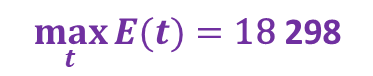 max E(t) = 18 298
t